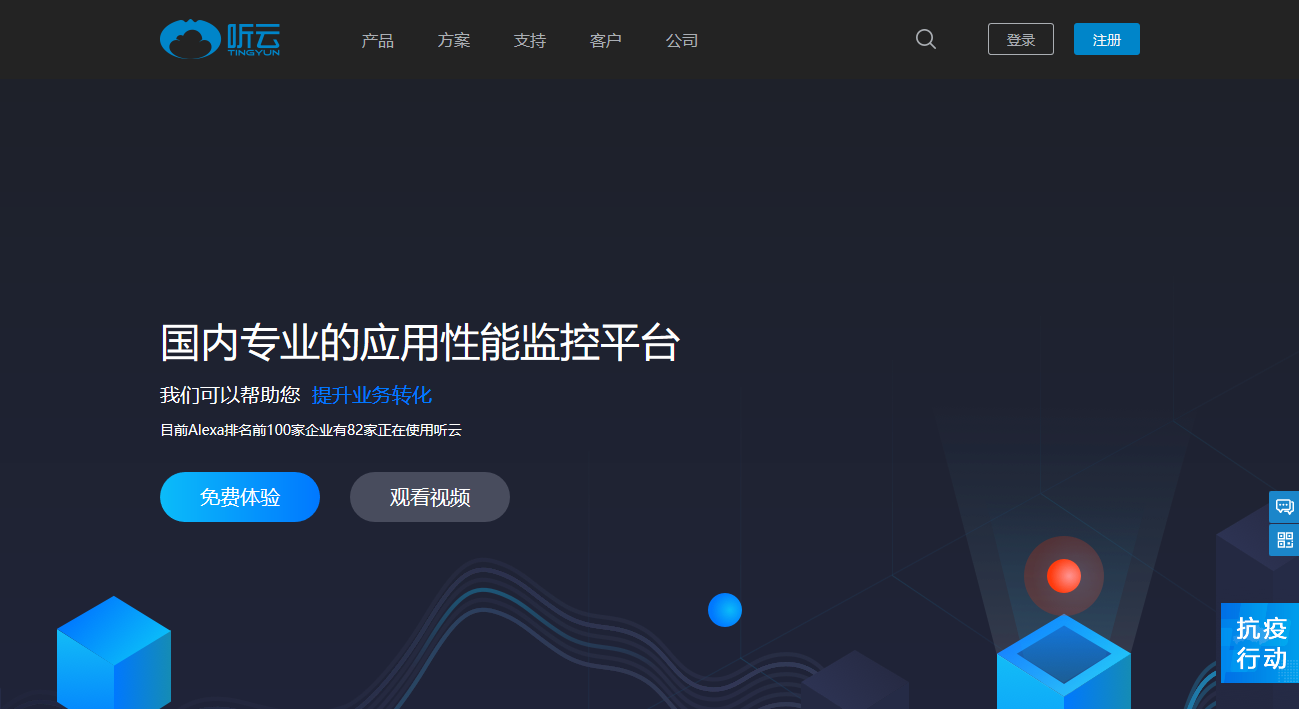 听云
TINGYUN
产品
方案
支持
客户
公司
登录
注册
国内专业的应用性能监控平台
我们可以帮助您 提升业务转化
目前Alexa排名前100家企业有82家正在使用听云
免费体验
观看视频
抗疫
行动